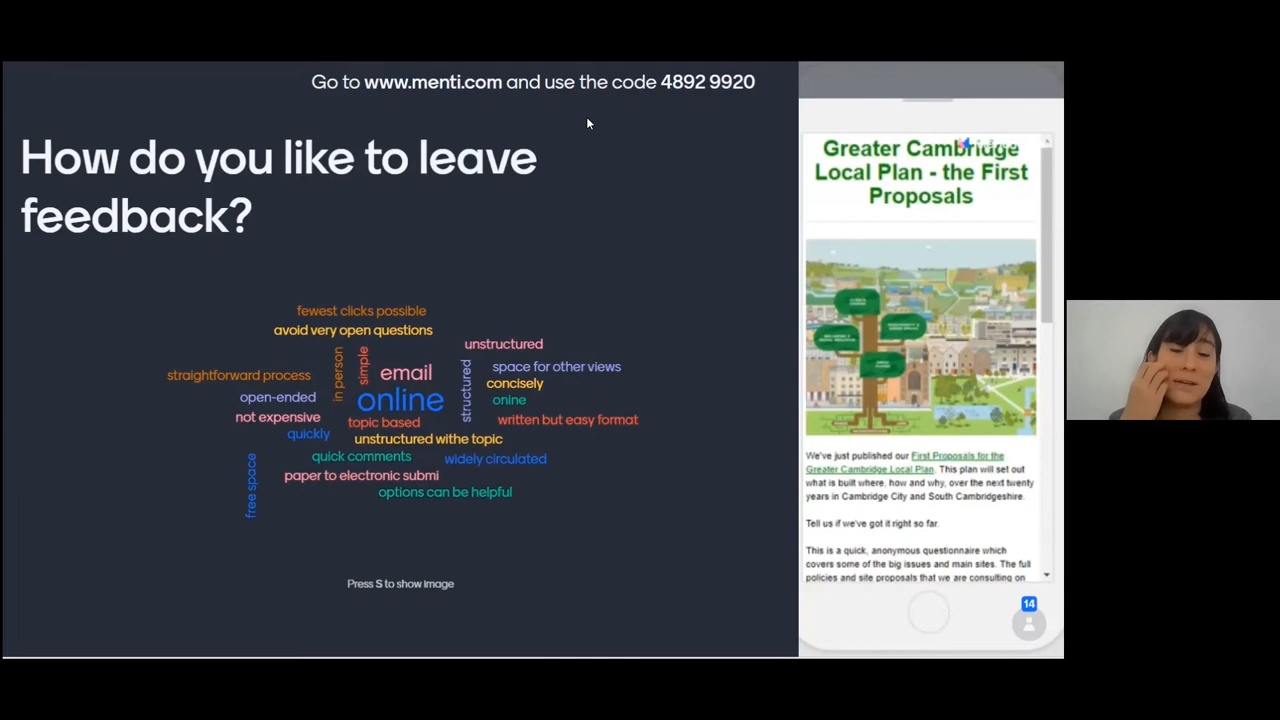 Go to www.menti.com and use the code 4892 9920
How do you like to leave
feedback?
fewest clicks possible
avoid very open questions
unstructured
in person
simple
email
structured
space for other views
straightforward process
concisely
open-ended
online
onine
not expensive
topic based
written but easy format
quickly
unstructured withe topic
quick comments
widely circulated
free space
paper to electronic submi
options can be helpful
Press S to show image
Greater Cambridge
Local Plan - the First
Proposals
We've just published our First Proposals for the
Greater Cambridge Local Plan. This plan will set out
what is built where, how and why, over the next twenty
years in Cambridge City and South Cambridgeshire.
Tell us if we've got it right so far.
This is a quick, anonymous questionnaire which
covers some of the big issues and main sites. The full
policies and site proposals that we are consulting on
14